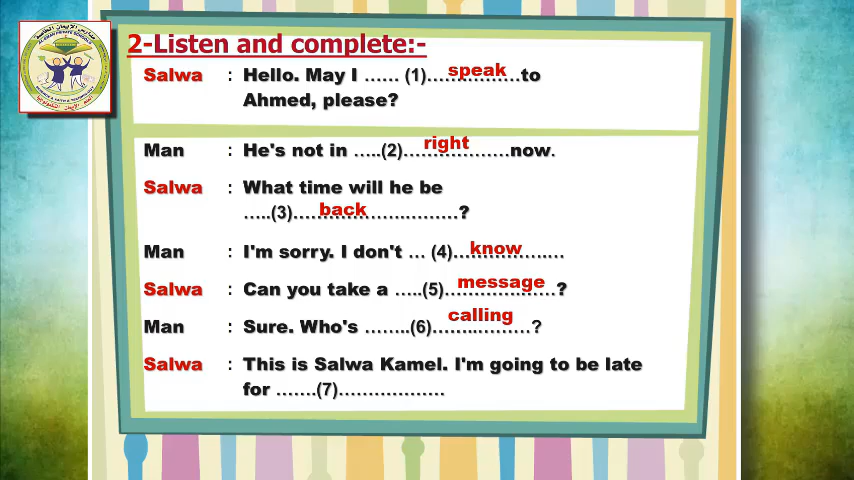 2-Listen and complete:-
Salwa : Hello. May I ...... (1)....speak............to
Ahmed, please?
Man : He's not in .....(2)....right..............now.
Salwa : What time will he be
.....(3)....back..................?
Man : I'm sorry. I don't ... (4)...know................
Salwa : Can you take a .....(5)...message................?
Man : Sure. Who's ........(6)...calling..............?
Salwa : This is Salwa Kamel. I'm going to be late
for .......(7)..................